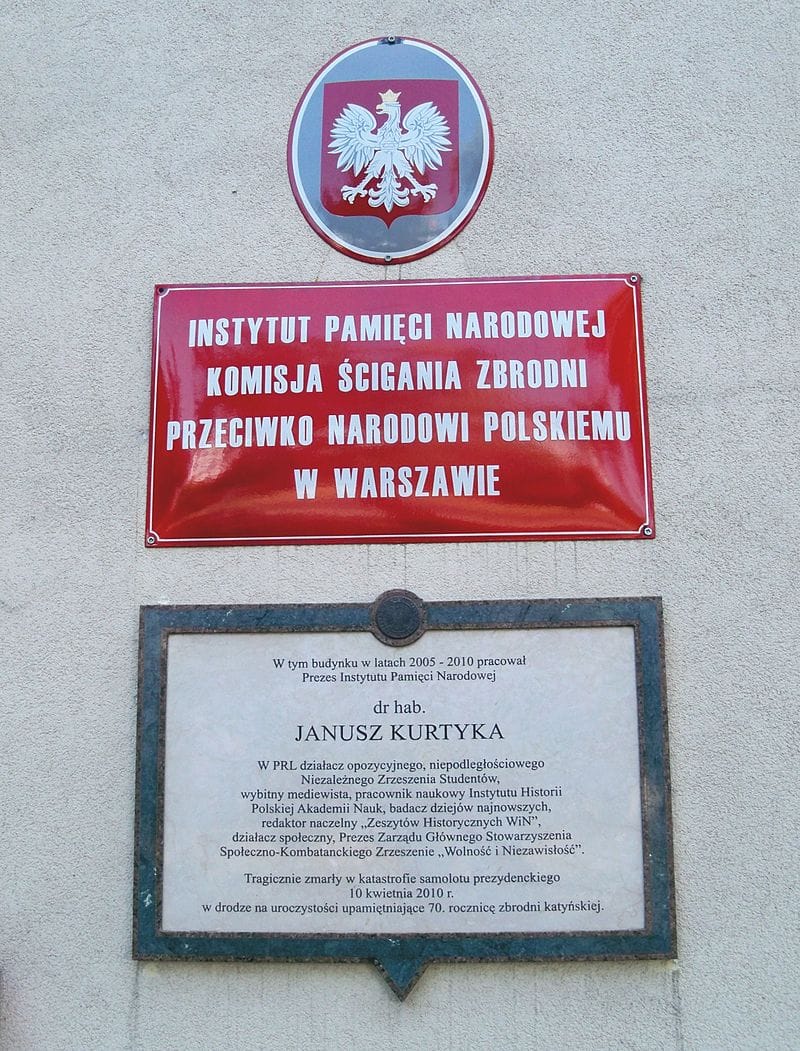 INSTYTUT PAMIĘCI NARODOWEJ
KOMISJA ŚCIGANIA ZBRODNI
PRZECIWKO NARODOWI POLSKIEMU
W WARSZAWIE
W tym budynku w latach 2005 - 2010 pracował
Prezes Instytutu Pamięci Narodowej
dr hab.
JANUSZ KURTYKA
W PRL działacz opozycyjnego, niepodległościowego
Niezależnego Zrzeszenia Studentów,
wybitny mediewista, pracownik naukowy Instytutu Historii
Polskiej Akademii Nauk, badacz dziejów najnowszych,
redaktor naczelny „Zeszytów Historycznych WiN”,
działacz społeczny, Prezes Zarządu Głównego Stowarzyszenia
Społeczno-Kombatanckiego Zrzeszenie „Wolność i Niezawisłość”.
Tragicznie zmarły w katastrofie samolotu prezydenckiego
10 kwietnia 2010 r.
w drodze na uroczystości upamiętniające 70. rocznicę zbrodni katyńskiej.